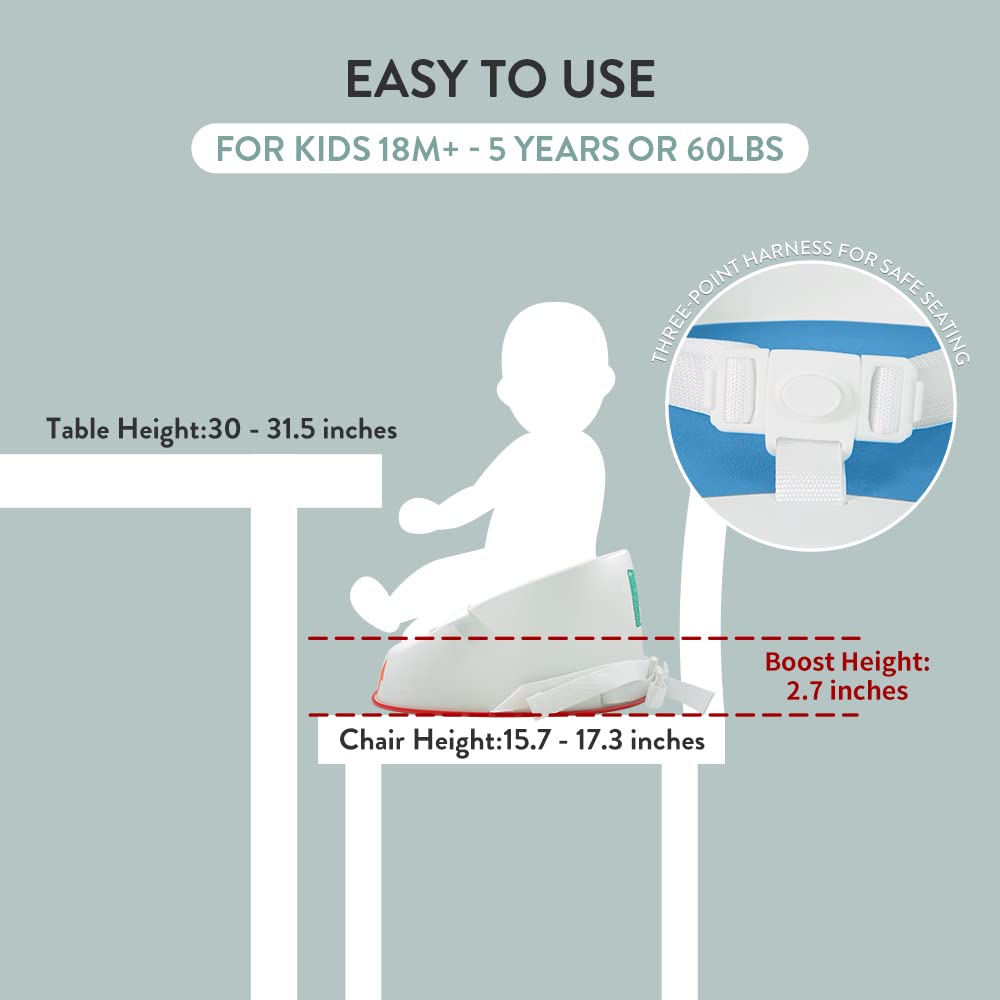 EASY TO USE
FOR KIDS 18M+ - 5 YEARS OR 60LBS
THREE-POINT HARNESS FOR SAFE SEATING
Table Height:30 - 31.5 inches
Boost Height:
2.7 inches
Chair Height:15.7 - 17.3 inches